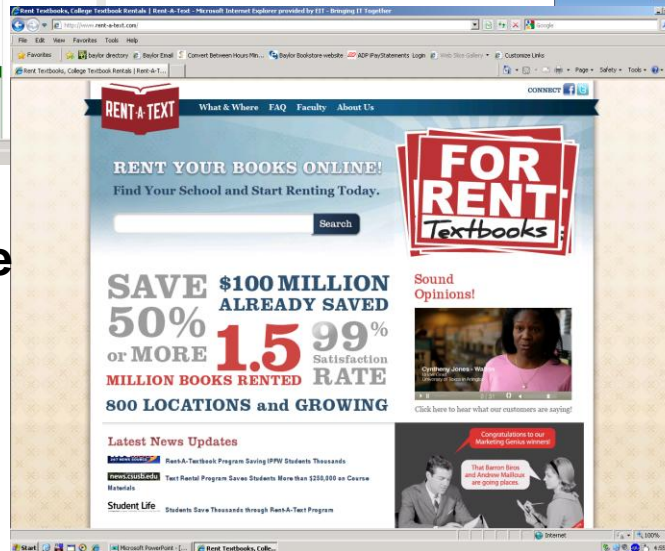 Rent Textbooks, College Textbook Rentals | Rent-A-Text - Microsoft Internet Explorer provided by EIT - Bringing IT Together
http://www.rent-a-text.com/
Google
File Edit View Favorites Tools Help
Favorites baylor directory Baylor Email Convert Between Hours Min... Baylor Bookstore website ADP iPayStatements Login Web Slice Gallery Customize Links
Rent Textbooks, College Textbook Rentals | Rent-A-T...
Page Safety Tools
CONNECT
RENT-A-TEXT
What & Where FAQ Faculty About Us
RENT YOUR BOOKS ONLINE!
Find Your School and Start Renting Today.
Search
FOR
RENT
Textbooks
e
SAVE
50%
or MORE
$100 MILLION
ALREADY SAVED
1.5
MILLION BOOKS RENTED
99%
Satisfaction
RATE
800 LOCATIONS and GROWING
Sound
Opinions!
University of Texas in Arlington
Click here to hear what our customers are saying!
Latest News Updates
Rent-A-Textbook Program Saving IPFW Students Thousands
news.csusb.edu Text Rental Program Saves Students More than $250,000 on Course
Materials
Student Life Students Save Thousands through Rent-A-Text Program
Congratulations to our
Marketing Genius winners!
That Barron Biros
and Andrew Mailloux
are going places.
Internet
100%
Start
Microsoft PowerPoint - [...
Rent Textbooks, Colle...